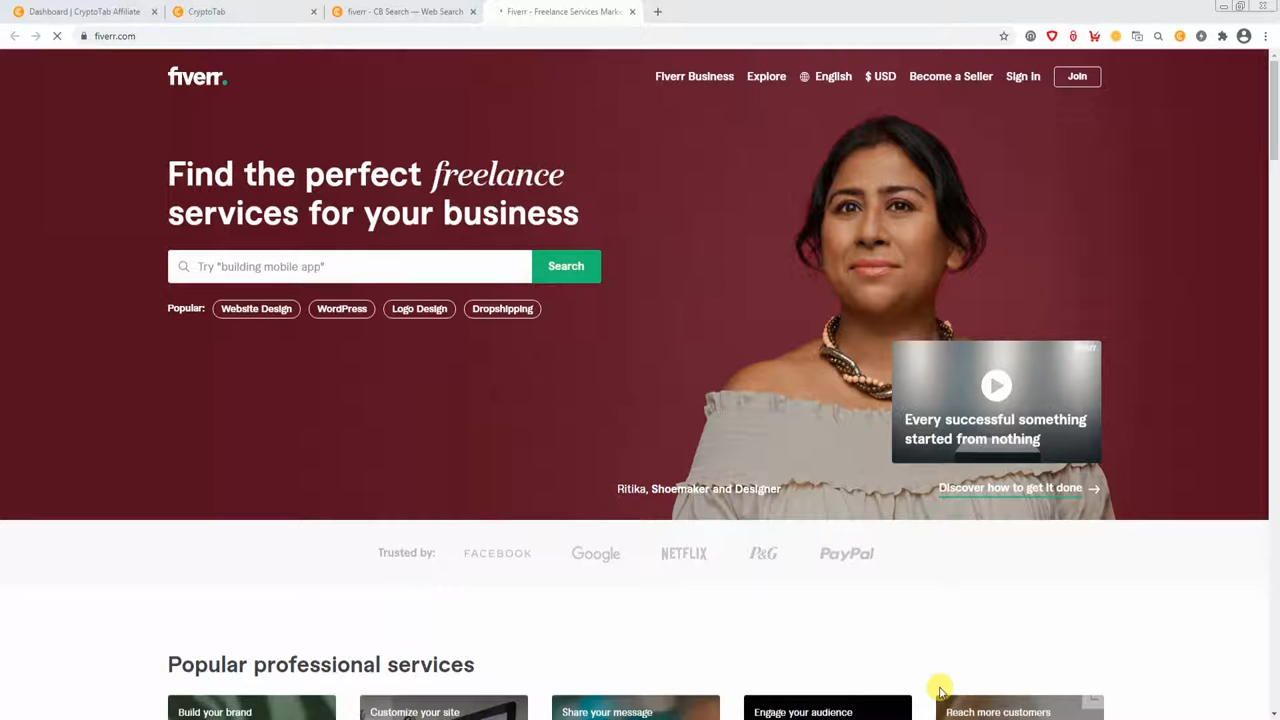 Dashboard | CryptoTab Affiliate
CryptoTab
fiverr - CB Search — Web Search
Fiverr - Freelance Services Mark
fiverr.com
fiverr.
Fiverr Business
Explore
English
$ USD
Become a Seller
Sign In
Join
Find the perfect freelance
services for your business
Try "building mobile app"
Search
Popular:
Website Design
WordPress
Logo Design
Dropshipping
Every successful something
started from nothing
Ritika, Shoemaker and Designer
Discover how to get it done →
Trusted by:
FACEBOOK
Google
NETFLIX
P&G
PayPal
Popular professional services
Build your brand
Customize your site
Share your message
Engage your audience
Reach more customers